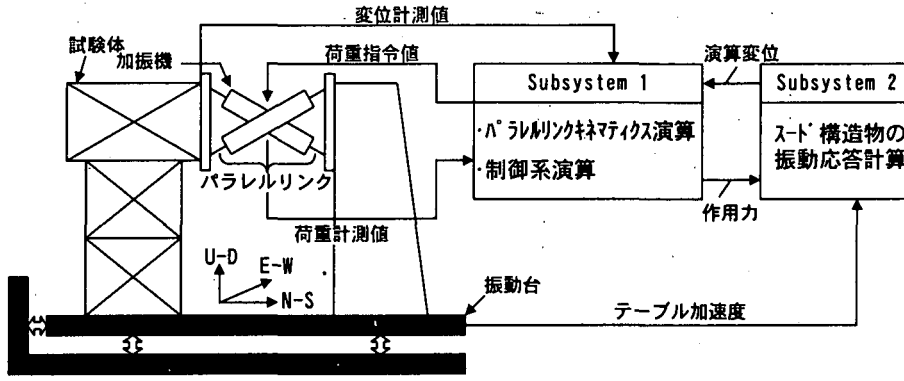 変位計測値
試験体
加振機
荷重指令値
パラレルリンク
荷重計測値
Subsystem 1
・パラレルリンクキネマティクス演算
・制御系演算
演算変位
Subsystem 2
スード構造物の
振動応答計算
作用力
U-D
E-W
N-S
振動台
テーブル加速度